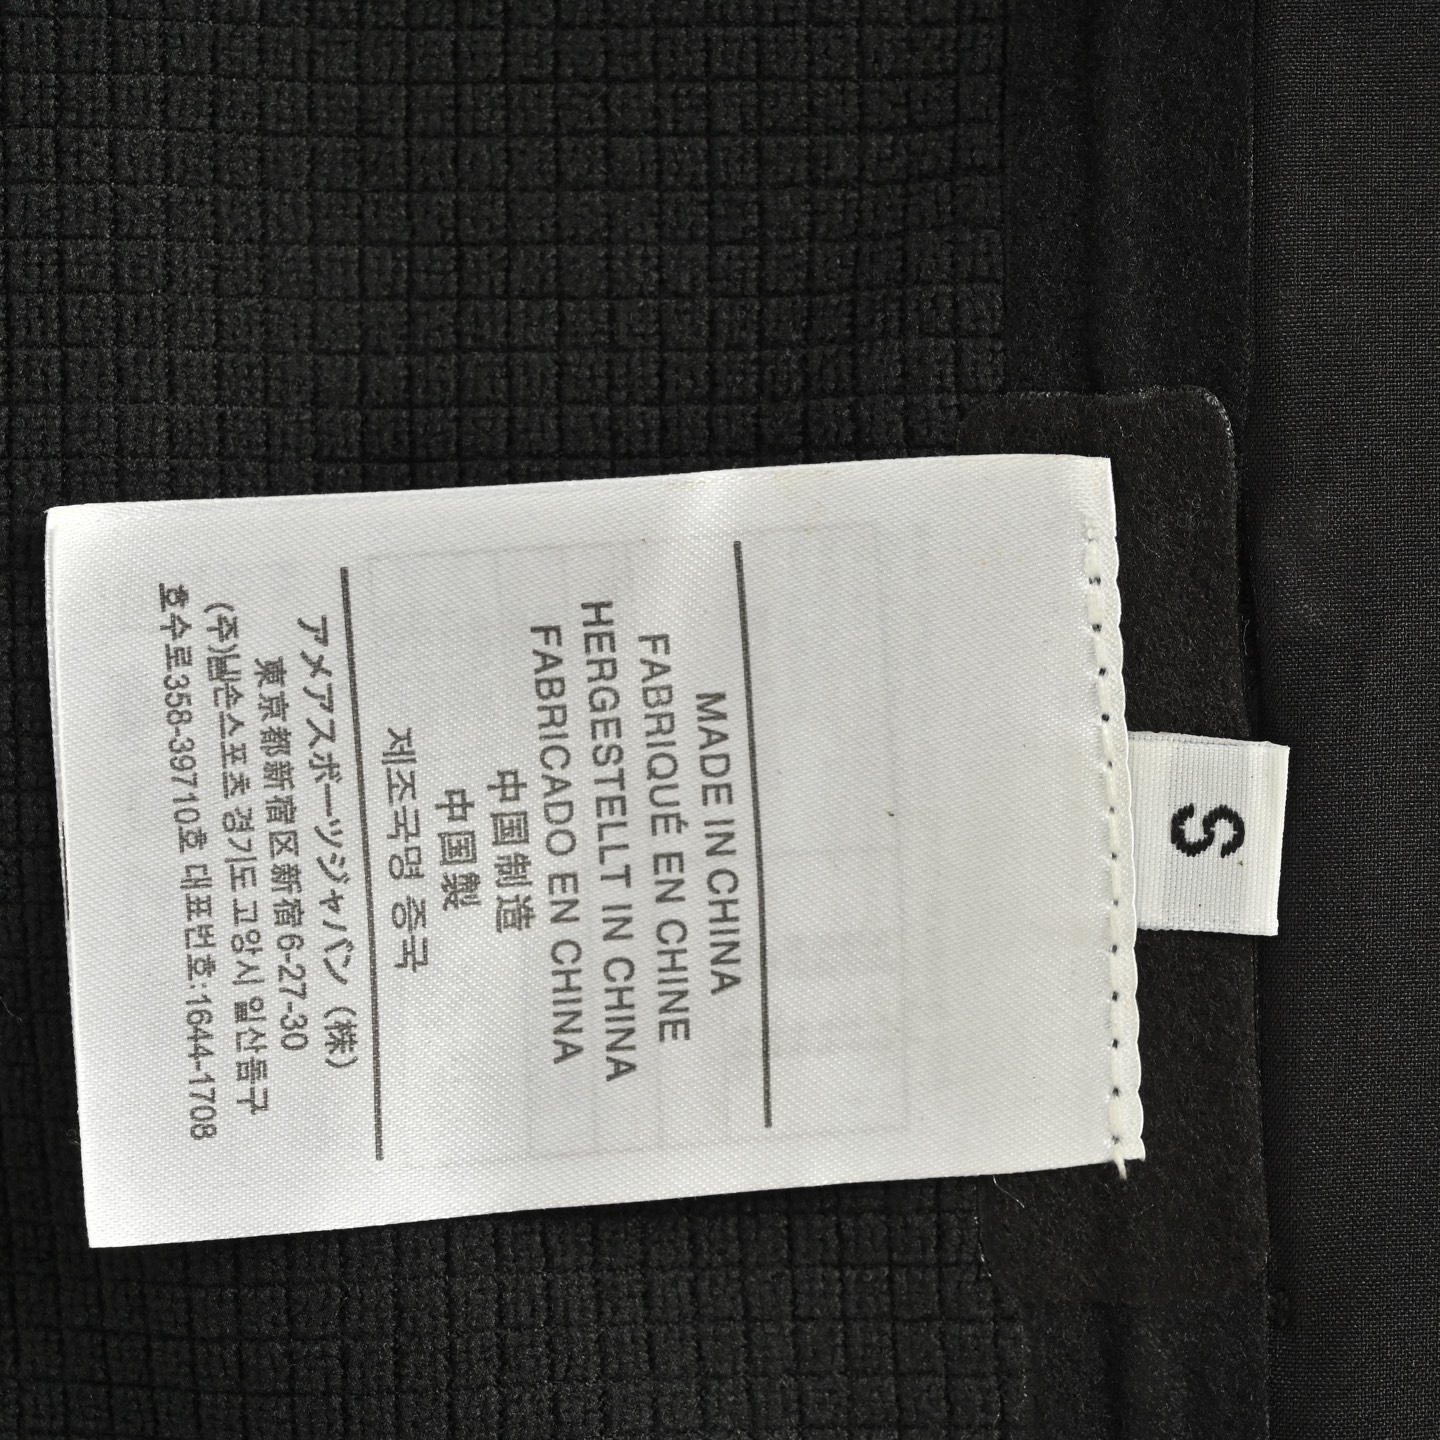 S
MADE IN CHINA
FABRIQUÉ EN CHINE
HERGESTELLT IN CHINA
FABRICADO EN CHINA
中国制造
中国製
제조국명 중국
アメアスポーツジャパン (株)
東京都新宿区新宿6-27-30
(주)넬슨스포츠 경기도 고양시 일산동구
호수로358-39710호 대표번호:1644-1708